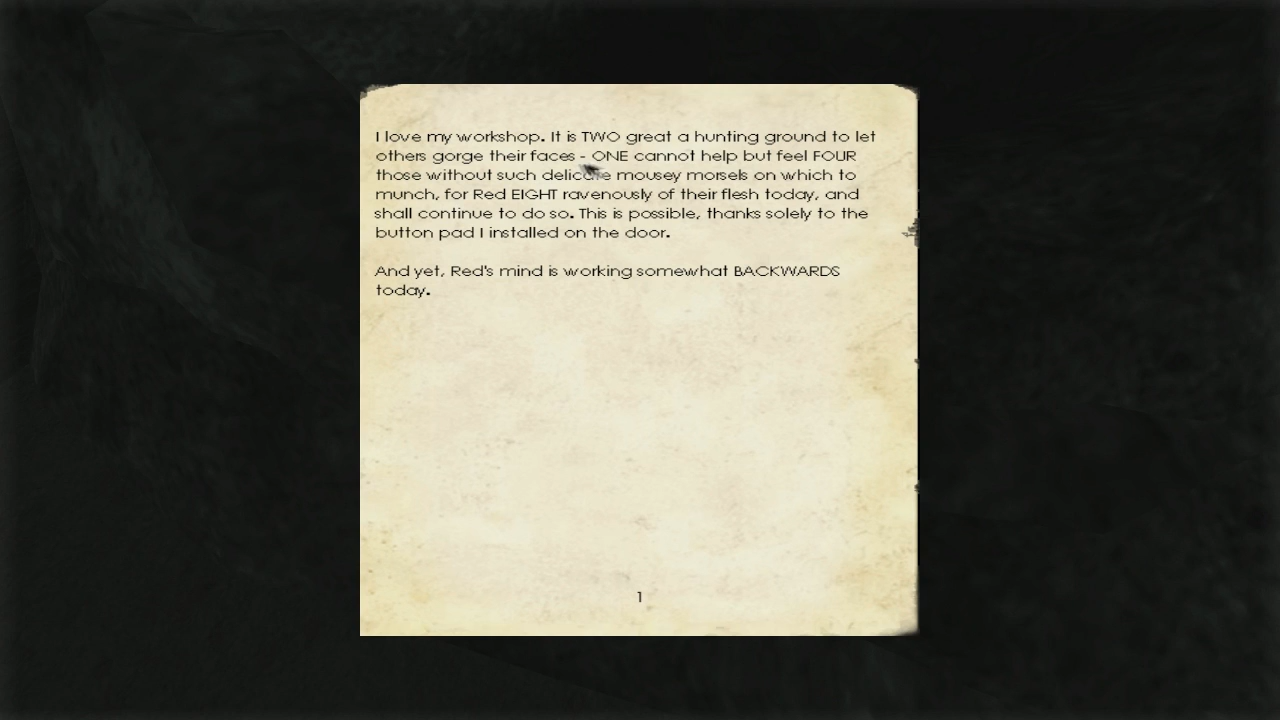 I love my workshop. It is TWO great a hunting ground to let
others gorge their faces - ONE cannot help but feel FOUR
those without such delicate mousey morsels on which to
munch, for Red EIGHT ravenously of their flesh today, and
shall continue to do so. This is possible, thanks solely to the
button pad I installed on the door.
And yet, Red's mind is working somewhat BACKWARDS
today.
1